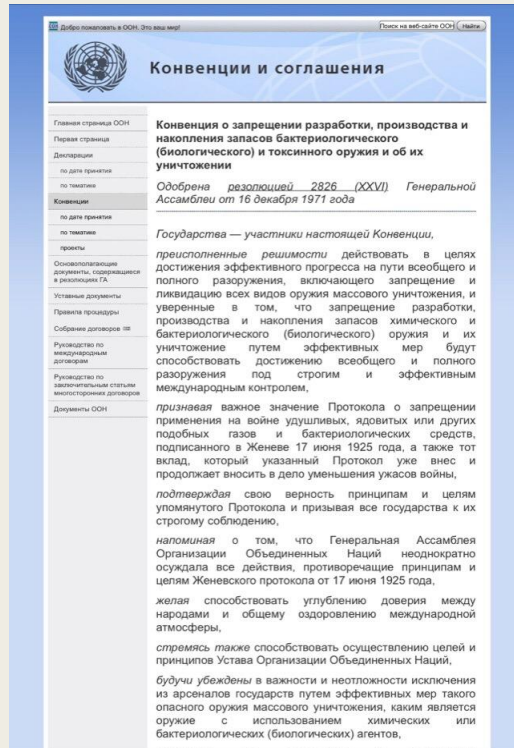 Добро пожаловать в ООН. Это ваш мир!
Поиск на веб-сайте ООН
Найти
Конвенции и соглашения
Главная страница ООН
Первая страница
Декларации
по дате принятия
по тематике
Конвенции
по дате принятия
по тематике
проекты
Основополагающие
документы, содержащиеся
в резолюциях ГА
Уставные документы
Правила процедуры
Собрание договоров
Руководство по
международным
договорам
Руководство по
заключительным статьям
многосторонних договоров
Документы ООН
Конвенция о запрещении разработки, производства и
накопления запасов бактериологического
(биологического) и токсинного оружия и об их
уничтожении
Одобрена резолюцией 2826 (XXVI) Генеральной
Ассамблеи от 16 декабря 1971 года
Государства — участники настоящей Конвенции,
преисполненные решимости действовать в целях
достижения эффективного прогресса на пути всеобщего и
полного разоружения, включающего запрещение и
ликвидацию всех видов оружия массового уничтожения, и
уверенные в том, что запрещение разработки,
производства и накопления запасов химического и
бактериологического (биологического) оружия и их
уничтожение путем эффективных мер будут
способствовать достижению всеобщего и полного
разоружения под строгим и эффективным
международным контролем,
признавая важное значение Протокола о запрещении
применения на войне удушливых, ядовитых или других
подобных газов и бактериологических средств,
подписанного в Женеве 17 июня 1925 года, а также тот
вклад, который указанный Протокол уже внес и
продолжает вносить в дело уменьшения ужасов войны,
подтверждая свою верность принципам и целям
упомянутого Протокола и призывая все государства к их
строгому соблюдению,
напоминая о том, что Генеральная Ассамблея
Организации Объединенных Наций неоднократно
осуждала все действия, противоречащие принципам и
целям Женевского протокола от 17 июня 1925 года,
желая способствовать углублению доверия между
народами и общему оздоровлению международной
атмосферы,
стремясь также способствовать осуществлению целей и
принципов Устава Организации Объединенных Наций,
будучи убеждены в важности и неотложности исключения
из арсеналов государств путем эффективных мер такого
опасного оружия массового уничтожения, каким является
оружие с использованием химических или
бактериологических (биологических) агентов,